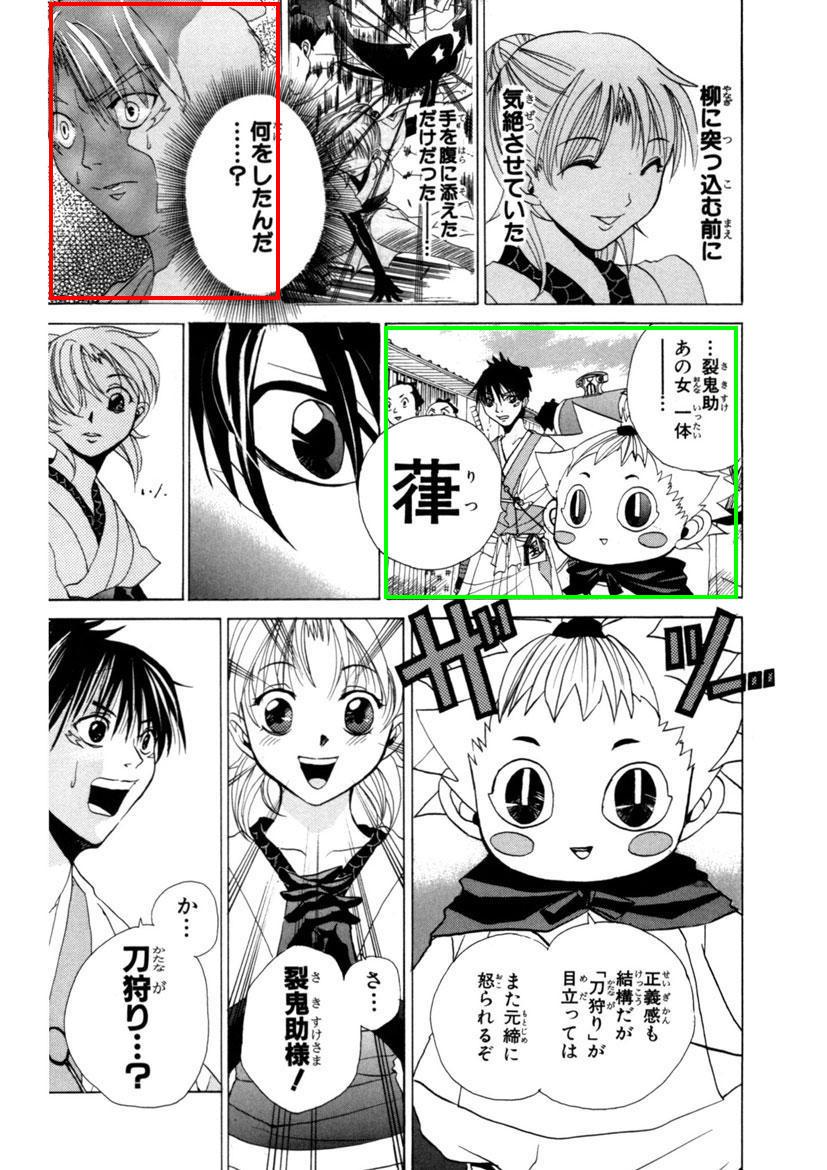 柳に突っ込む前に
気絶させていた
手を腹に添えた
だけだった……
何をしたんだ
……?
…裂鬼助
あの女 一体
――――
葎
正義感も
結構だが
「刀狩り」が
目立っては
また元締に
怒られるぞ
ザッ――
さ…
裂鬼助様!
か…
刀狩り…?